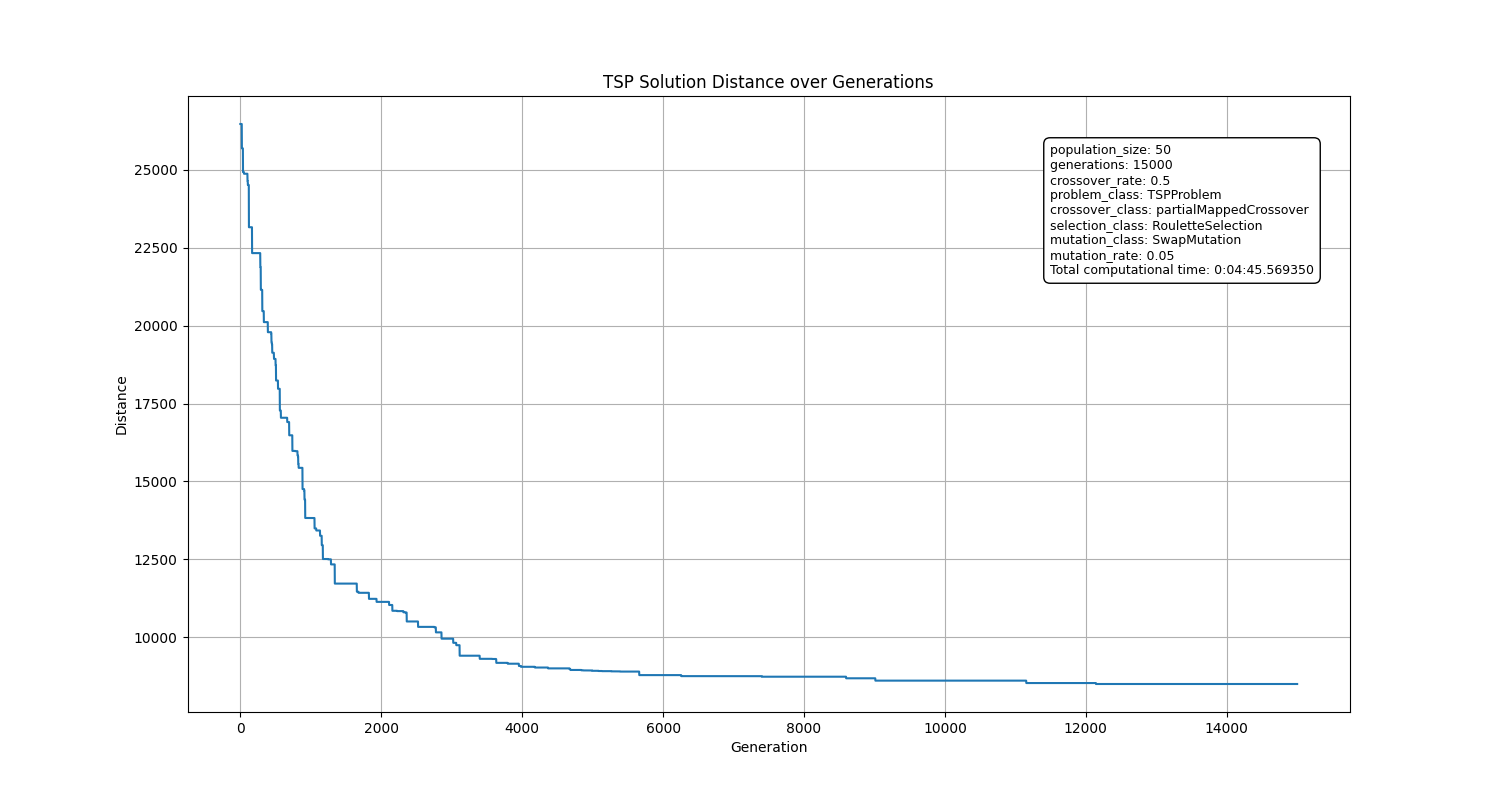 TSP Solution Distance over Generations
population_size: 50
generations: 15000
crossover_rate: 0.5
problem_class: TSPProblem
crossover_class: partialMappedCrossover
selection_class: RouletteSelection
mutation_class: SwapMutation
mutation_rate: 0.05
Total computational time: 0:04:45.569350
Distance
25000
22500
20000
17500
15000
12500
10000
0 2000 4000 6000 8000 10000 12000 14000
Generation